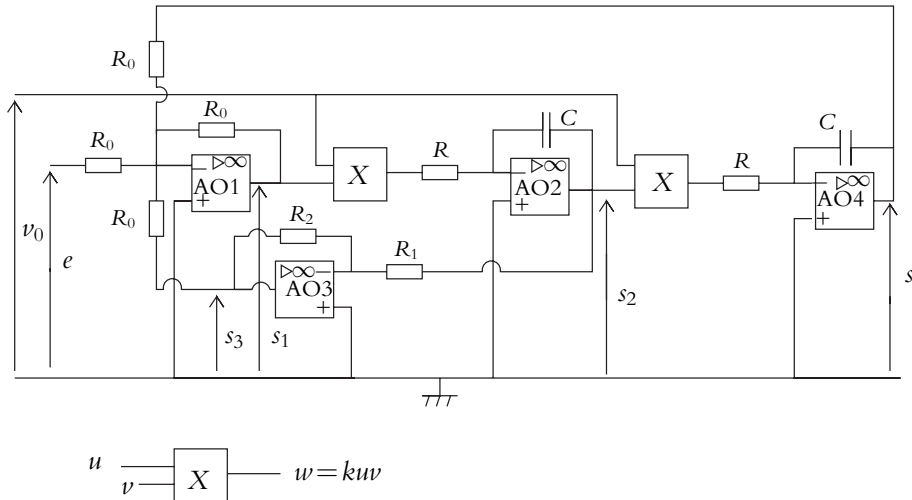 R₀
R₀
C
C
R₀
▷∞
−
AO1
+
X
R
▷∞
−
AO2
+
X
R
▷∞
−
AO4
+
R₀
v₀
e
R₂
R₁
▷∞ −
AO3
+
s₃
s₁
s₂
s
u
v
X
w = kuv